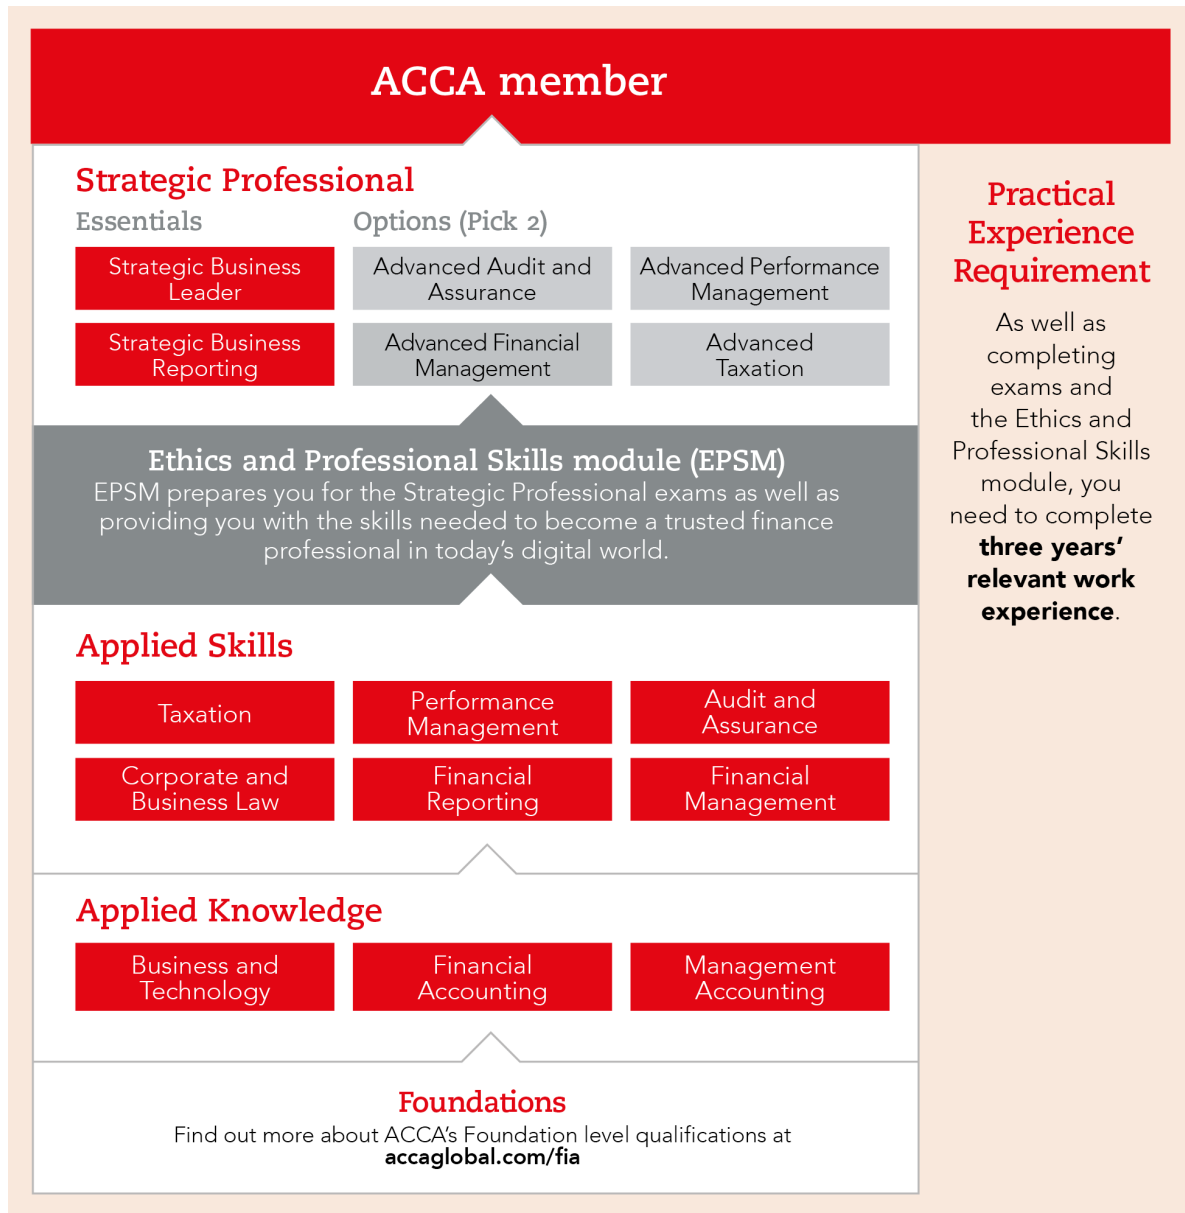 ACCA member
Strategic Professional
Essentials
Options (Pick 2)
Strategic Business
Leader
Advanced Audit and
Assurance
Advanced Performance
Management
Strategic Business
Reporting
Advanced Financial
Management
Advanced
Taxation
Ethics and Professional Skills module (EPSM)
EPSM prepares you for the Strategic Professional exams as well as
providing you with the skills needed to become a trusted finance
professional in today’s digital world.
Applied Skills
Taxation
Performance
Management
Audit and
Assurance
Corporate and
Business Law
Financial
Reporting
Financial
Management
Applied Knowledge
Business and
Technology
Financial
Accounting
Management
Accounting
Foundations
Find out more about ACCA’s Foundation level qualifications at
accaglobal.com/fia
Practical
Experience
Requirement
As well as
completing
exams and
the Ethics and
Professional Skills
module, you
need to complete
three years’
relevant work
experience.